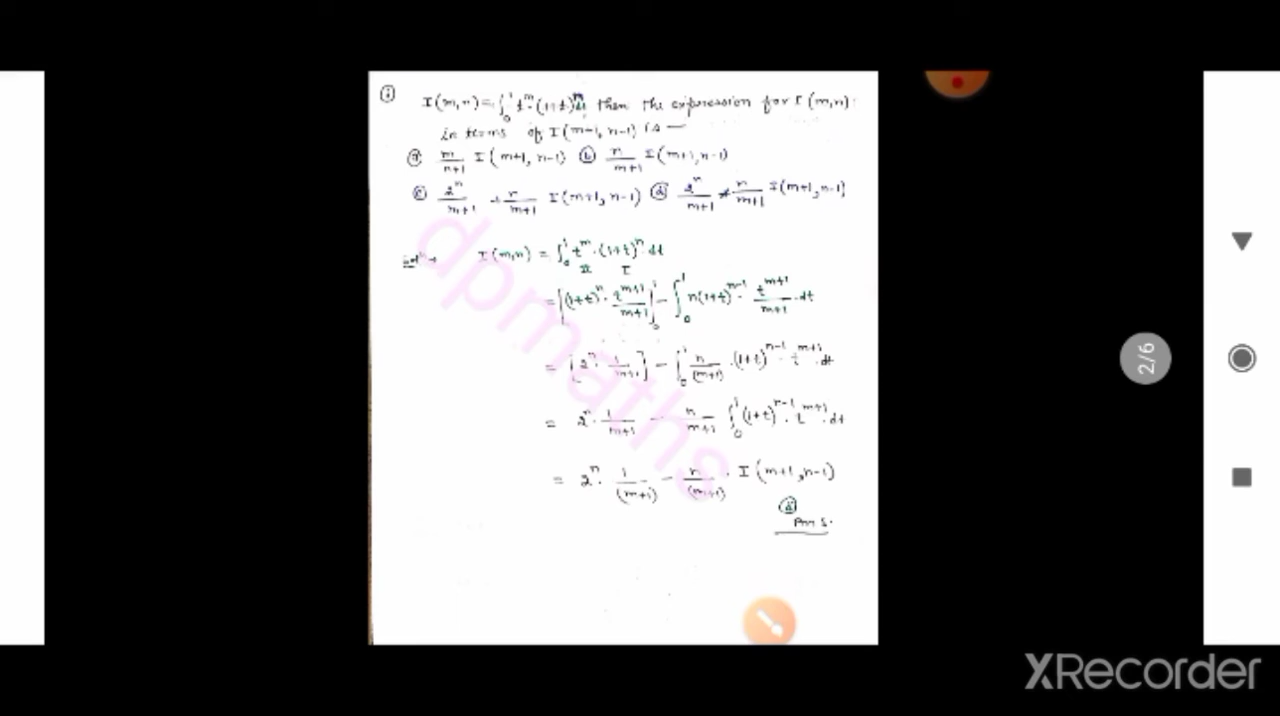 ① I(m,n) = ∫₀¹ tᵐ·(1+t)ⁿ dt, then the expression for I(m,n)
in terms of I(m-1, n-1) is —
ⓐ m/(n+1) I(m+1, n-1) ⓑ n/(m+1) I(m+1, n-1)
ⓒ 2ⁿ/(m+1) + n/(m+1) I(m+1, n-1) ⓓ 2ⁿ/(m+1) - n/(m+1) I(m+1, n-1)
Solⁿ → I(m,n) = ∫₀¹ tᵐ·(1+t)ⁿ·dt
II I
= [(1+t)ⁿ · tᵐ⁺¹/(m+1)]₀¹ - ∫₀¹ n(1+t)ⁿ⁻¹ · tᵐ⁺¹/(m+1) · dt
= [2ⁿ · 1/(m+1)] - ∫₀¹ n/(m+1) · (1+t)ⁿ⁻¹ · tᵐ⁺¹ · dt
= 2ⁿ · 1/(m+1) - n/(m+1) ∫₀¹ (1+t)ⁿ⁻¹ · tᵐ⁺¹ · dt
= 2ⁿ · 1/(m+1) - n/(m+1) · I(m+1, n-1)
ⓓ
Ans.
dpmaths
2/6
XRecorder